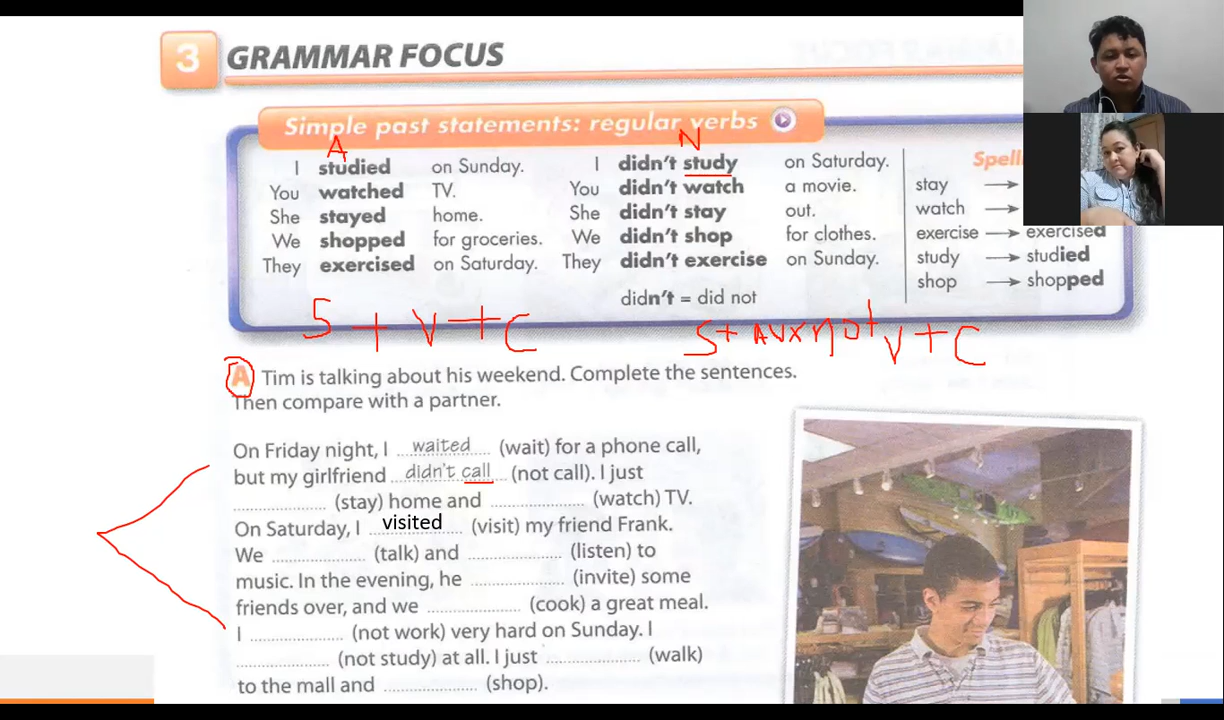 3 GRAMMAR FOCUS
Simple past statements: regular verbs
A
N
I studied on Sunday. I didn't study on Saturday.
You watched TV. You didn't watch a movie.
She stayed home. She didn't stay out.
We shopped for groceries. We didn't shop for clothes.
They exercised on Saturday. They didn't exercise on Sunday.
didn't = did not
Spell
stay →
watch →
exercise → exercised
study → studied
shop → shopped
S + V + C
S + AUX not V + C
A Tim is talking about his weekend. Complete the sentences.
Then compare with a partner.
On Friday night, I waited (wait) for a phone call,
but my girlfriend didn't call (not call). I just
(stay) home and (watch) TV.
On Saturday, I visited (visit) my friend Frank.
We (talk) and (listen) to
music. In the evening, he (invite) some
friends over, and we (cook) a great meal.
I (not work) very hard on Sunday. I
(not study) at all. I just (walk)
to the mall and (shop).